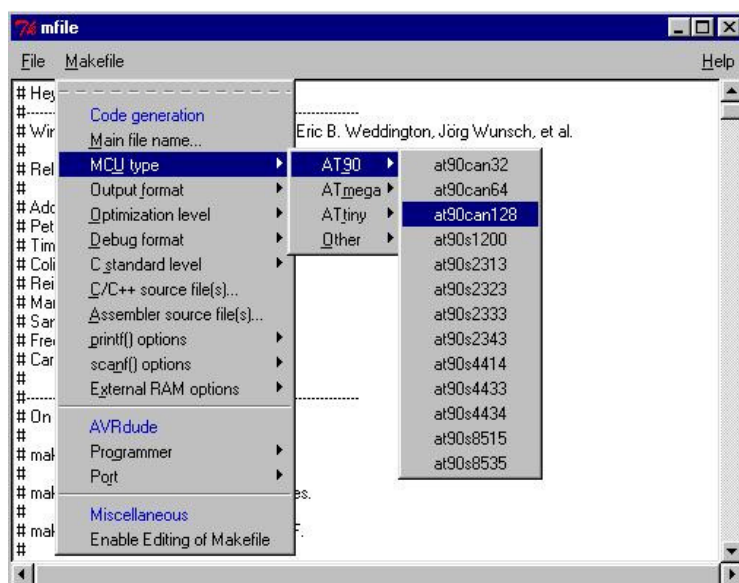 mfile
File Makefile Help
# Hey
#-----
# Wir Eric B. Weddington, Jörg Wunsch, et al.
#
# Rel
#
# Adc
# Pet
# Tim
# Coli
# Rei
# Mar
# Sar
# Fred
# Car
#
#-----
# On
#
# mak
#
# mak es.
#
# mak F.
#
Code generation
Main file name...
MCU type
Output format
Optimization level
Debug format
C standard level
C/C++ source file(s)...
Assembler source file(s)...
printf() options
scanf() options
External RAM options
AVRdude
Programmer
Port
Miscellaneous
Enable Editing of Makefile
AT90
ATmega
ATtiny
Other
at90can32
at90can64
at90can128
at90s1200
at90s2313
at90s2323
at90s2333
at90s2343
at90s4414
at90s4433
at90s4434
at90s8515
at90s8535